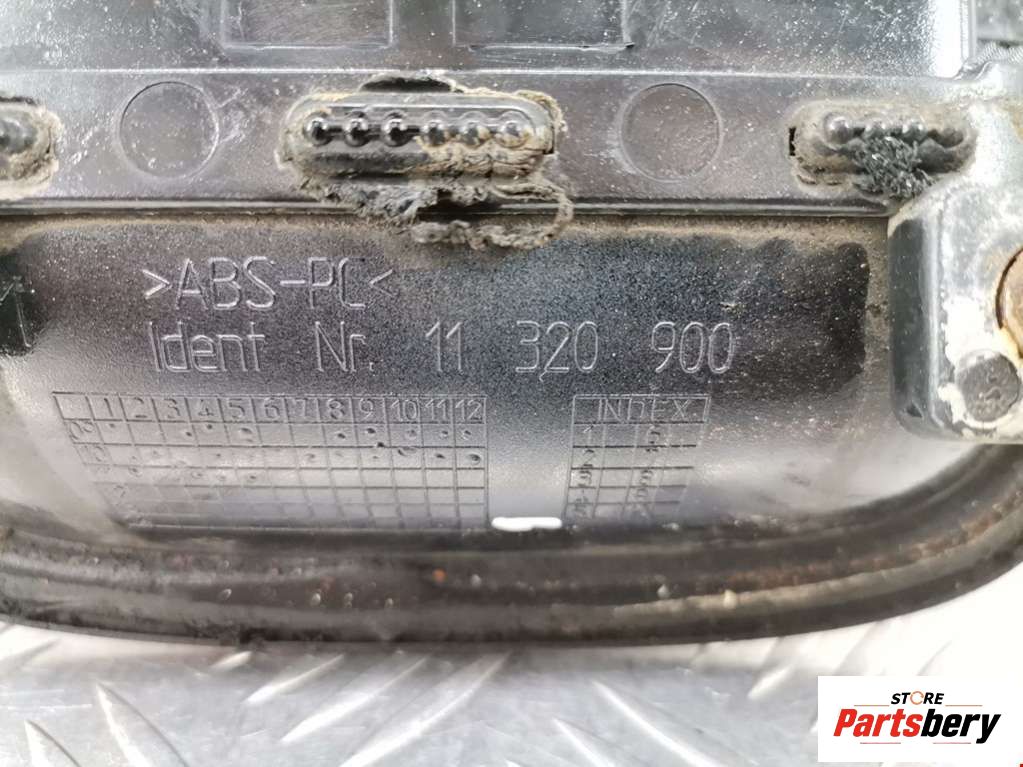 >ABS-PC<
Ident Nr. 11 320 900
1 2 3 4 5 6 7 8 9 10 11 12
INDEX
STORE
Partsbery